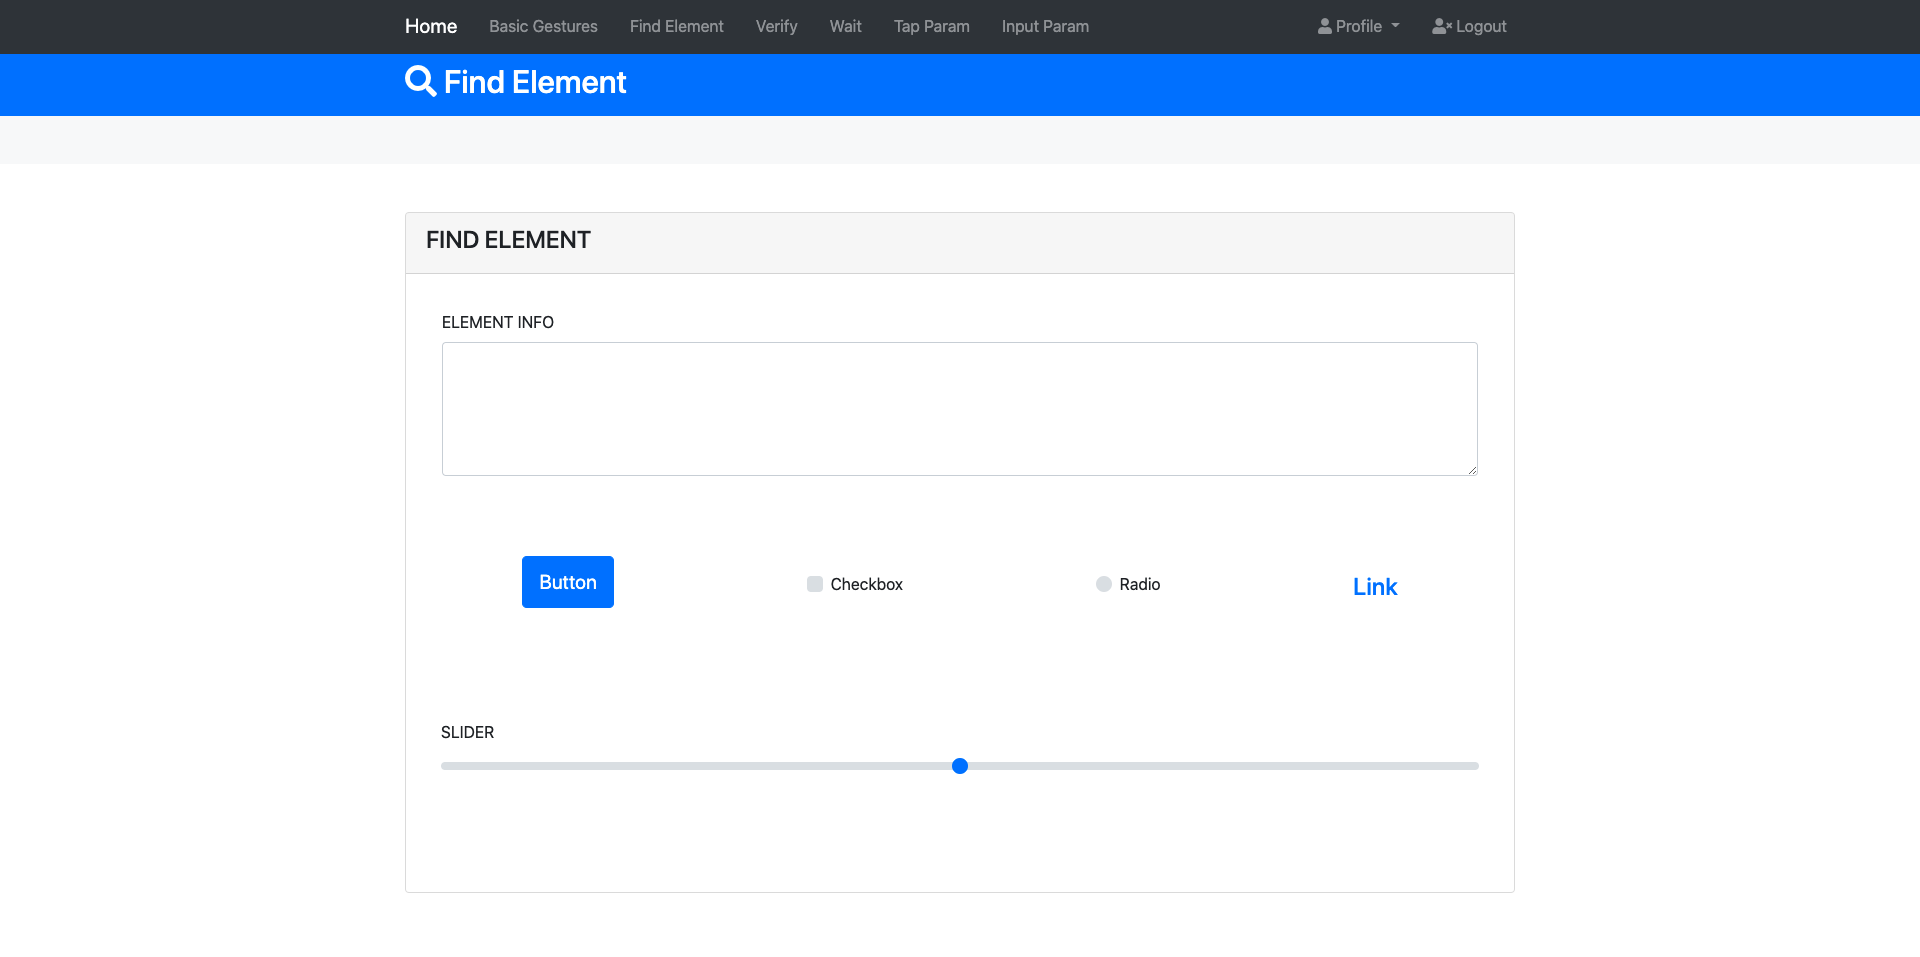 Home Basic Gestures Find Element Verify Wait Tap Param Input Param Profile Logout
Find Element
FIND ELEMENT
ELEMENT INFO
Button Checkbox Radio Link
SLIDER